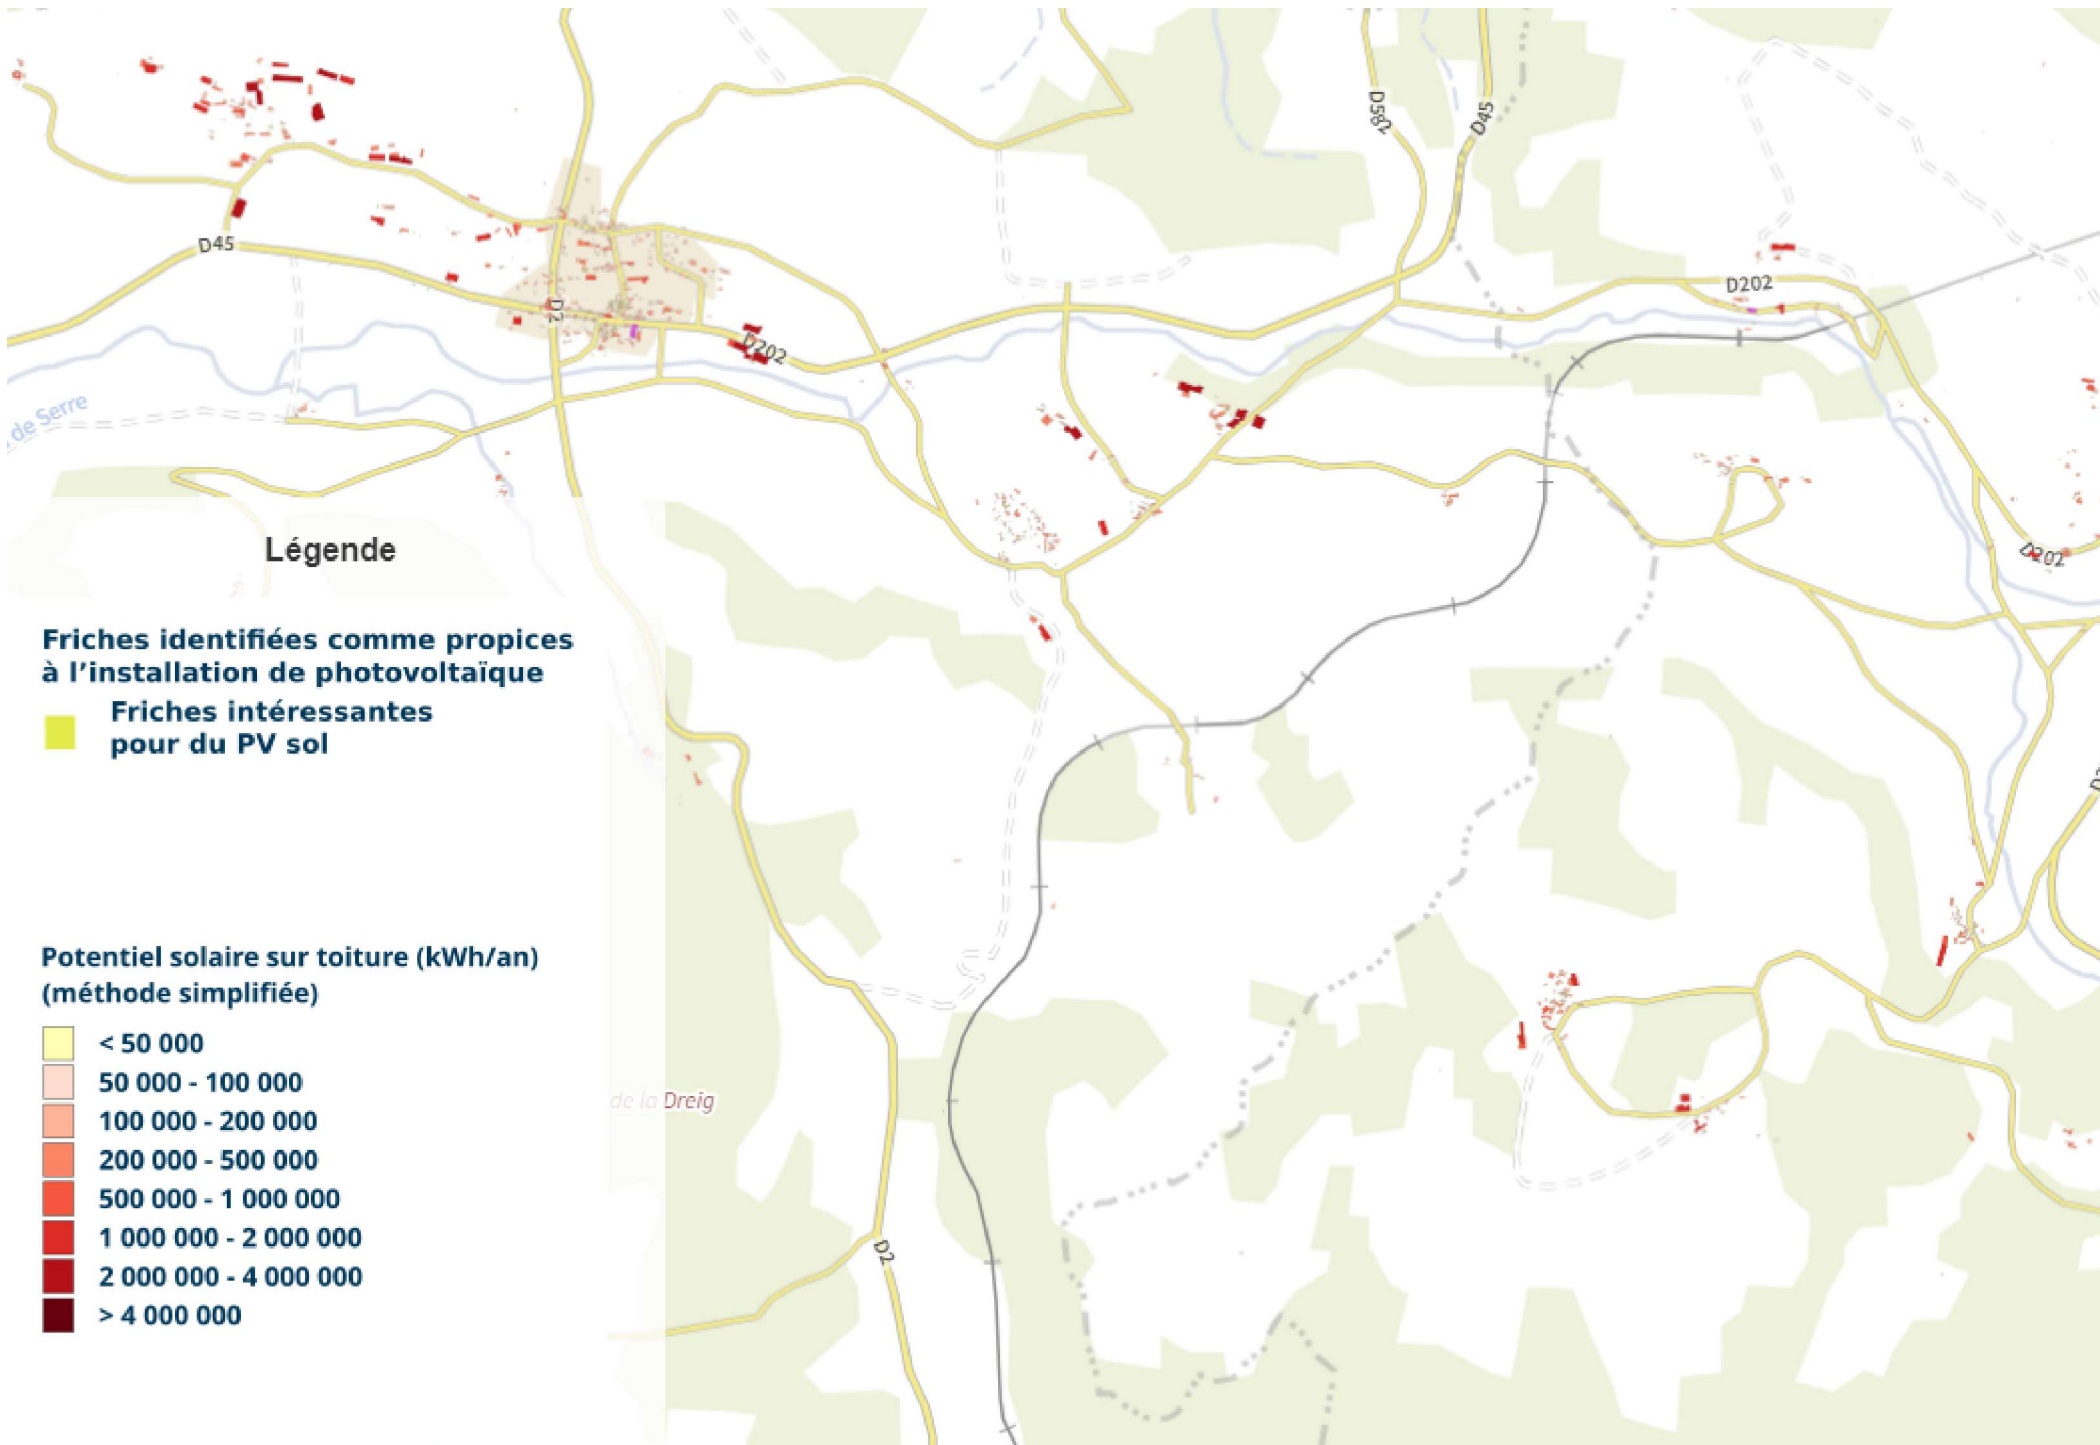 D582
D45
D45
D202
D2
D202
de Serre
D202
Légende
Friches identifiées comme propices
à l’installation de photovoltaïque
Friches intéressantes
pour du PV sol
Potentiel solaire sur toiture (kWh/an)
(méthode simplifiée)
< 50 000
50 000 - 100 000
100 000 - 200 000
200 000 - 500 000
500 000 - 1 000 000
1 000 000 - 2 000 000
2 000 000 - 4 000 000
> 4 000 000
de la Dreig
D2